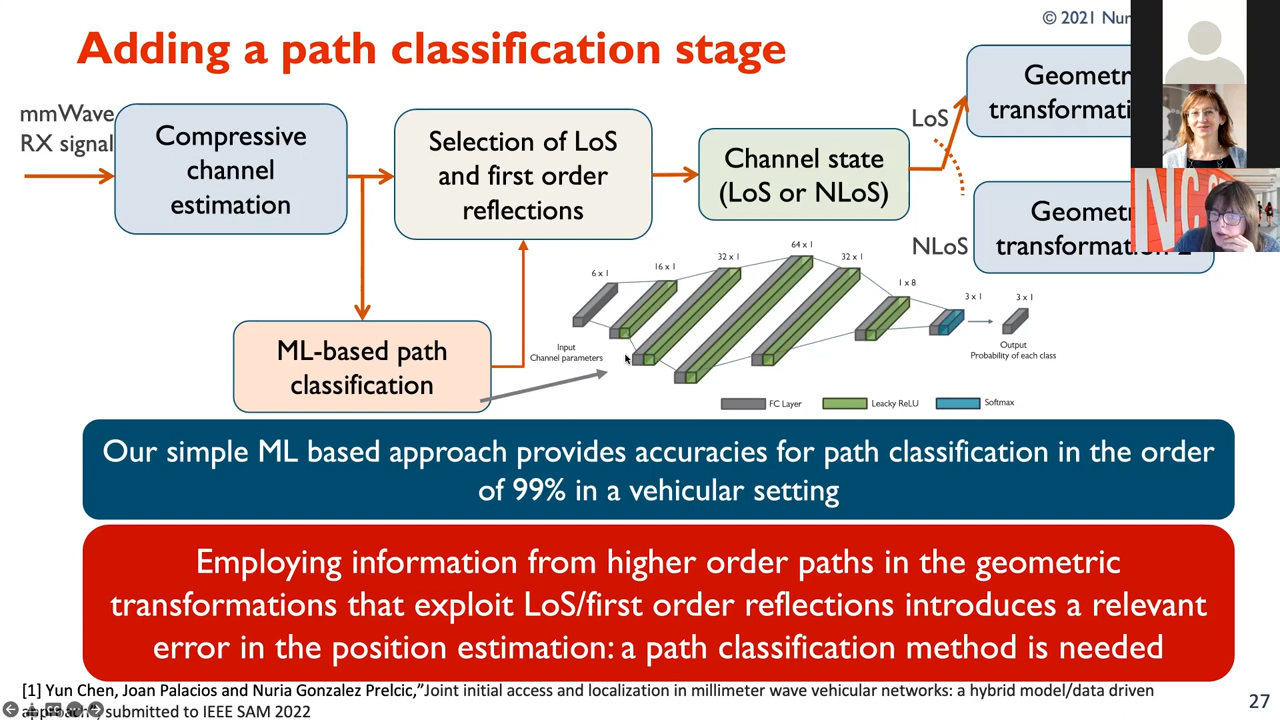 © 2021 Nur
Adding a path classification stage
mmWave
RX signal
Compressive
channel
estimation
Selection of LoS
and first order
reflections
Channel state
(LoS or NLoS)
LoS
NLoS
Geometr
transformati
Geometr
transformation
ML-based path
classification
6 x 1
16 x 1
32 x 1
64 x 1
32 x 1
1 x 8
3 x 1
3 x 1
Input
Channel parameters
Output
Probability of each class
FC Layer
Leacky ReLU
Softmax
Our simple ML based approach provides accuracies for path classification in the order
of 99% in a vehicular setting
Employing information from higher order paths in the geometric
transformations that exploit LoS/first order reflections introduces a relevant
error in the position estimation: a path classification method is needed
[1] Yun Chen, Joan Palacios and Nuria Gonzalez Prelcic,”Joint initial access and localization in millimeter wave vehicular networks: a hybrid model/data driven
approach”, submitted to IEEE SAM 2022
27
NC